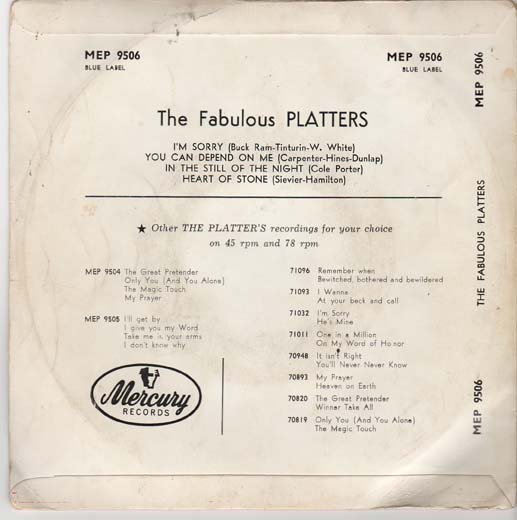 MEP 9506
BLUE LABEL
MEP 9506
BLUE LABEL
The Fabulous PLATTERS
I'M SORRY (Buck Ram-Tinturin-W. White)
YOU CAN DEPEND ON ME (Carpenter-Hines-Dunlap)
IN THE STILL OF THE NIGHT (Cole Porter)
HEART OF STONE (Sievier-Hamilton)
★ Other THE PLATTER'S recordings for your choice
on 45 rpm and 78 rpm
MEP 9504 The Great Pretender
Only You (And You Alone)
The Magic Touch
My Prayer
MEP 9505 I'll get by
I give you my Word
Take me in your arms
I don't know why
Mercury
RECORDS
71096 Remember when
Bewitched, bothered and bewildered
71093 I Wanna
At your beck and call
71032 I'm Sorry
He's Mine
71011 One in a Million
On My Word of Honor
70948 It isn't Right
You'll Never Never Know
70893 My Prayer
Heaven on Earth
70820 The Great Pretender
Winner Take All
70819 Only You (And You Alone)
The Magic Touch
MEP 9506
THE FABULOUS PLATTERS
MEP 9506